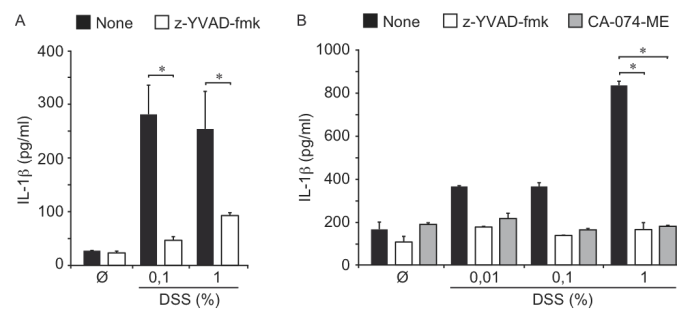 A
None
z-YVAD-fmk
IL-1β (pg/ml)
400
300
200
100
0
*
*
Ø
0,1
1
DSS (%)
B
None
z-YVAD-fmk
CA-074-ME
IL-1β (pg/ml)
1000
800
600
400
200
0
*
*
Ø
0,01
0,1
1
DSS (%)